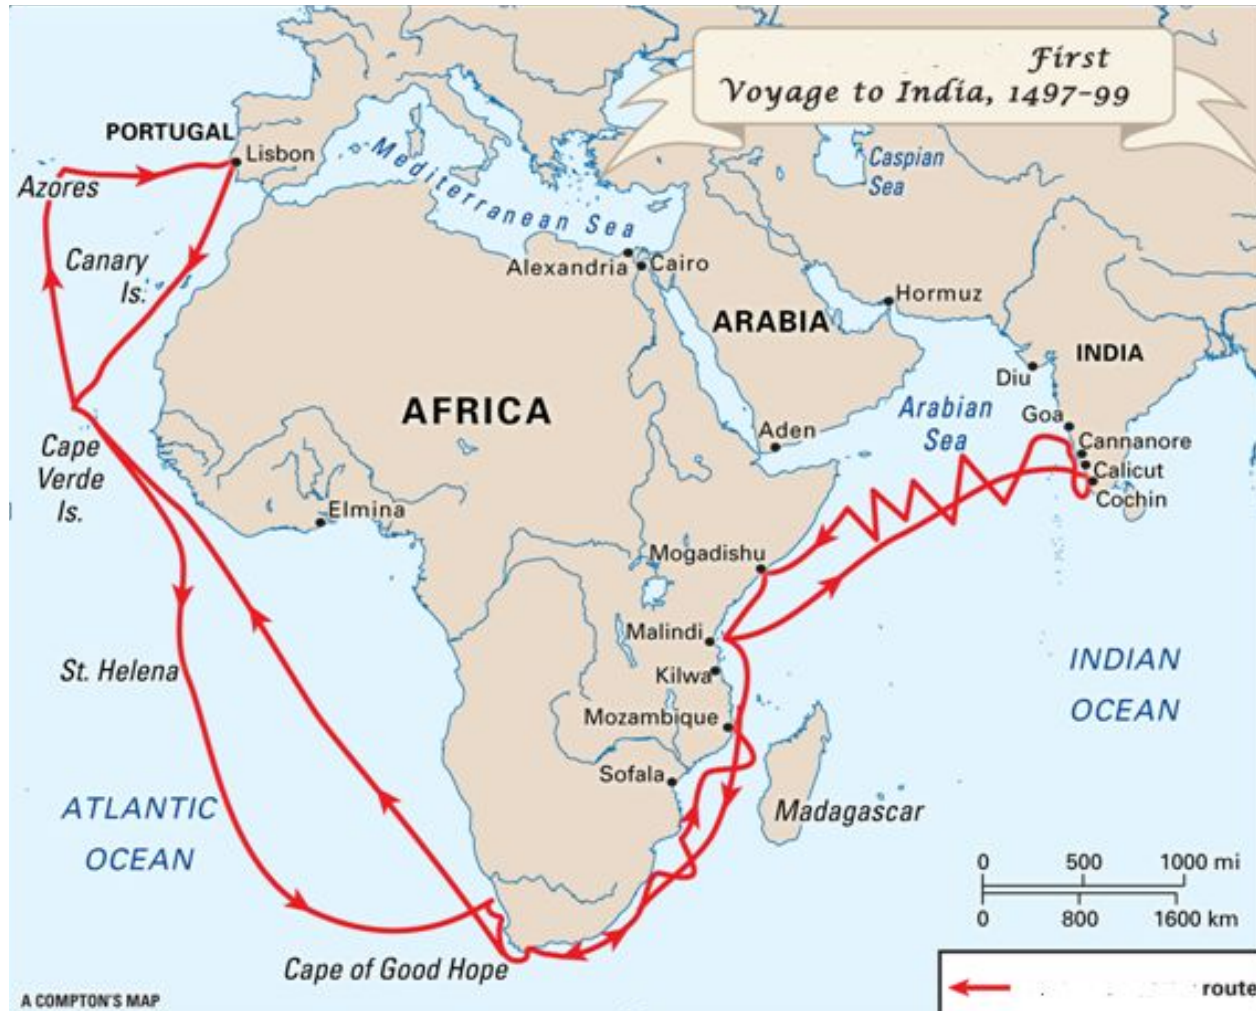 First
Voyage to India, 1497-99
PORTUGAL
Lisbon
Azores
Mediterranean Sea
Caspian
Sea
Canary
Is.
Alexandria
Cairo
Hormuz
ARABIA
INDIA
Diu
AFRICA
Arabian
Sea
Goa
Aden
Cannanore
Cape
Verde
Is.
Calicut
Cochin
Elmina
Mogadishu
Malindi
St. Helena
Kilwa
INDIAN
OCEAN
Mozambique
Sofala
Madagascar
ATLANTIC
OCEAN
0 500 1000 mi
0 800 1600 km
Cape of Good Hope
route
A COMPTON'S MAP